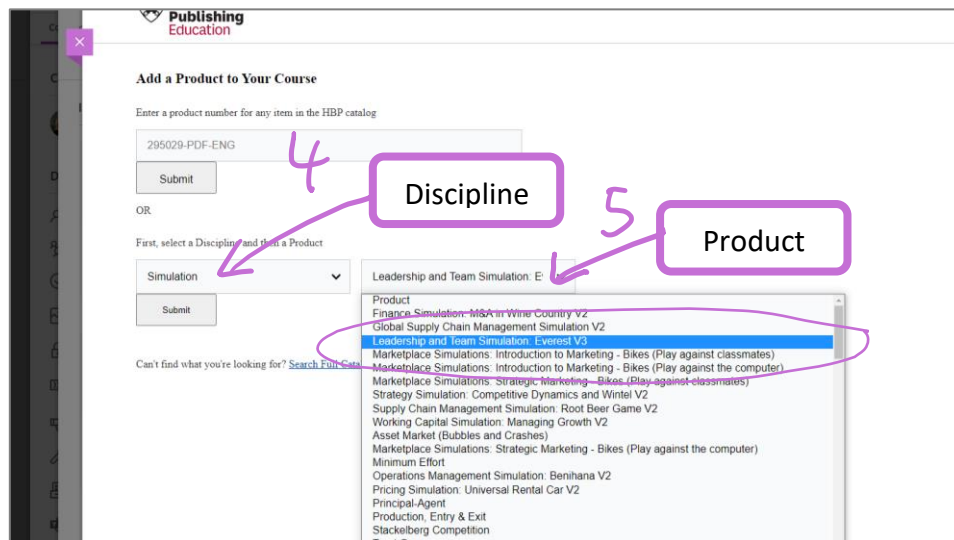 Publishing
Education
Add a Product to Your Course
Enter a product number for any item in the HBP catalog
295029-PDF-ENG
4
Submit
Discipline
OR
5
Product
First, select a Discipline and then a Product
Simulation
Leadership and Team Simulation: E
Submit
Product
Finance Simulation: M&A in Wine Country V2
Global Supply Chain Management Simulation V2
Leadership and Team Simulation: Everest V3
Marketplace Simulations: Introduction to Marketing - Bikes (Play against classmates)
Can't find what you're looking for? Search Full Cata
Marketplace Simulations: Introduction to Marketing - Bikes (Play against the computer)
Marketplace Simulations: Strategic Marketing - Bikes (Play against classmates)
Strategy Simulation: Competitive Dynamics and Wintel V2
Supply Chain Management Simulation: Root Beer Game V2
Working Capital Simulation: Managing Growth V2
Asset Market (Bubbles and Crashes)
Marketplace Simulations: Strategic Marketing - Bikes (Play against the computer)
Minimum Effort
Operations Management Simulation: Benihana V2
Pricing Simulation: Universal Rental Car V2
Principal-Agent
Production, Entry & Exit
Stackelberg Competition